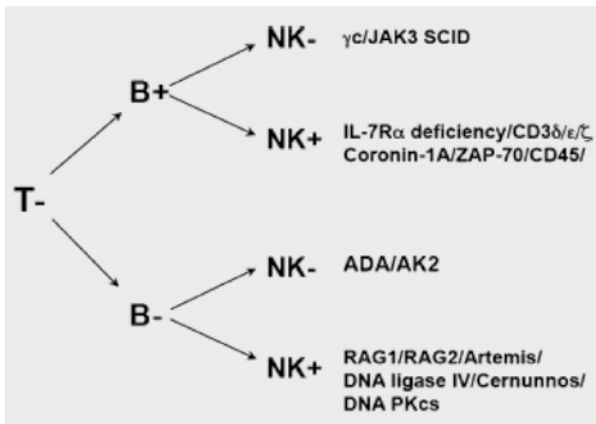 NK- γc/JAK3 SCID
B+
NK+ IL-7Rα deficiency/CD3δ/ε/ζ
Coronin-1A/ZAP-70/CD45/
T-
NK- ADA/AK2
B-
NK+ RAG1/RAG2/Artemis/
DNA ligase IV/Cernunnos/
DNA PKcs